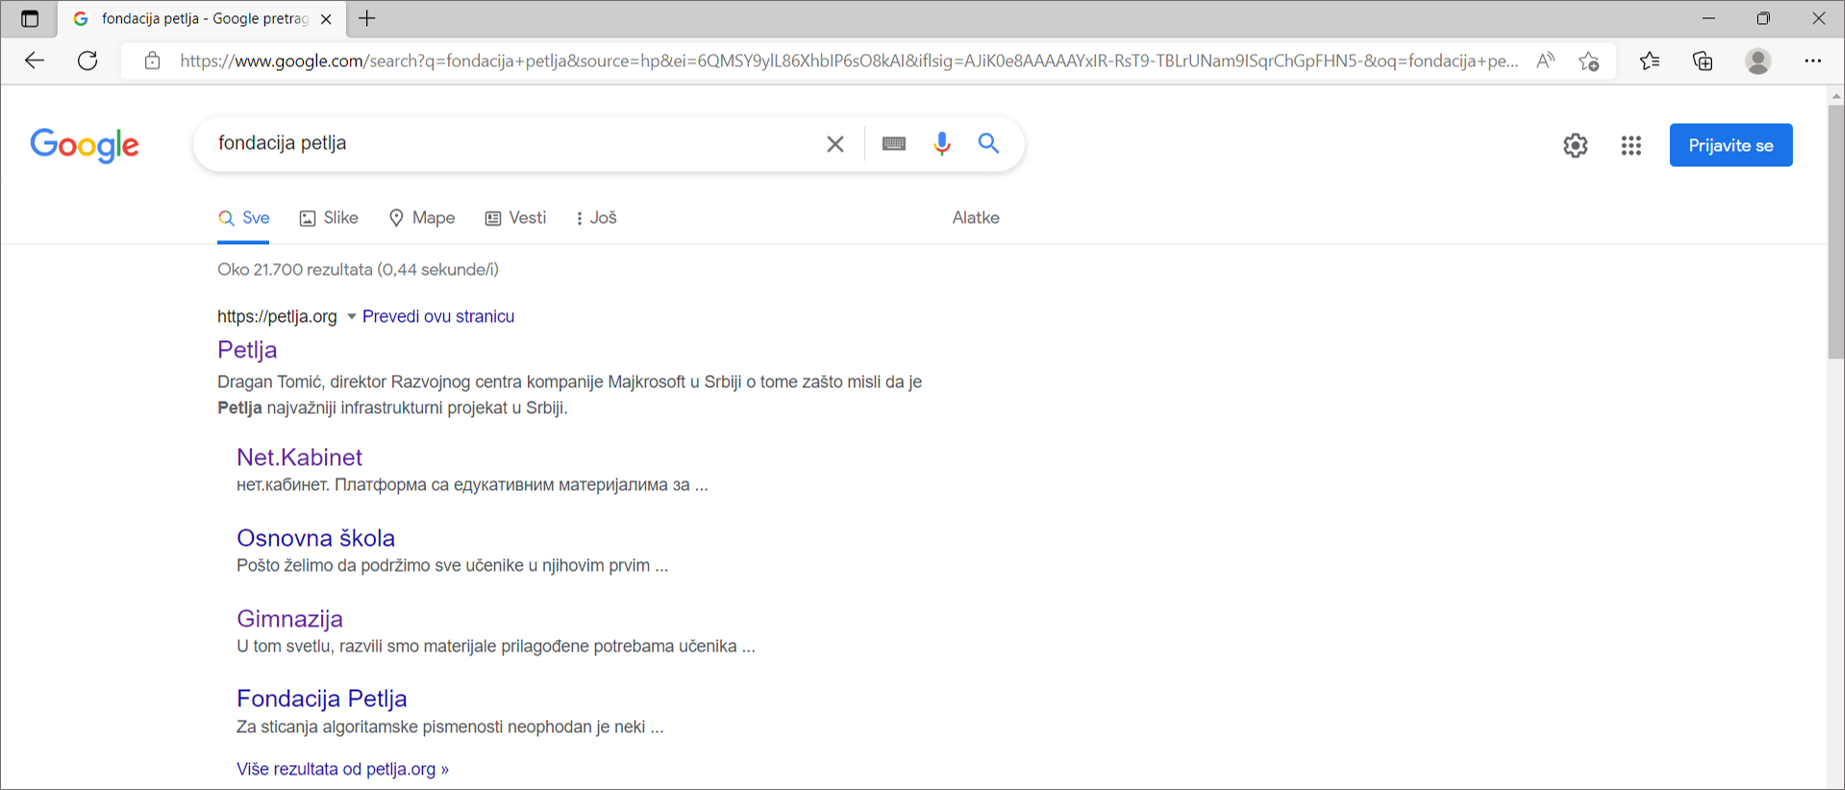 fondacija petlja - Google pretrag
https://www.google.com/search?q=fondacija+petlja&source=hp&ei=6QMSY9ylL86XhbIP6sO8kAI&iflsig=AJiK0e8AAAAAYxIR-RsT9-TBLrUNam9ISqrChGpFHN5-&oq=fondacija+pe...
Google
fondacija petlja
Prijavite se
Sve Slike Mape Vesti Još Alatke
Oko 21.700 rezultata (0,44 sekunde/i)
https://petlja.org Prevedi ovu stranicu
Petlja
Dragan Tomić, direktor Razvojnog centra kompanije Majkrosoft u Srbiji o tome zašto misli da je
Petlja najvažniji infrastrukturni projekat u Srbiji.
Net.Kabinet
нет.кабинет. Платформа са едукативним материјалима за ...
Osnovna škola
Pošto želimo da podržimo sve učenike u njihovim prvim ...
Gimnazija
U tom svetlu, razvili smo materijale prilagođene potrebama učenika ...
Fondacija Petlja
Za sticanja algoritamske pismenosti neophodan je neki ...
Više rezultata od petlja.org »